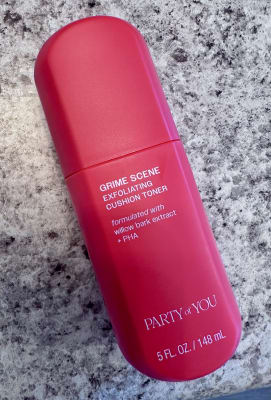 GRIME SCENE
EXFOLIATING
CUSHION TONER
formulated with
willow bark extract
+ PHA
PARTY of YOU
5 FL. OZ. / 148 mL